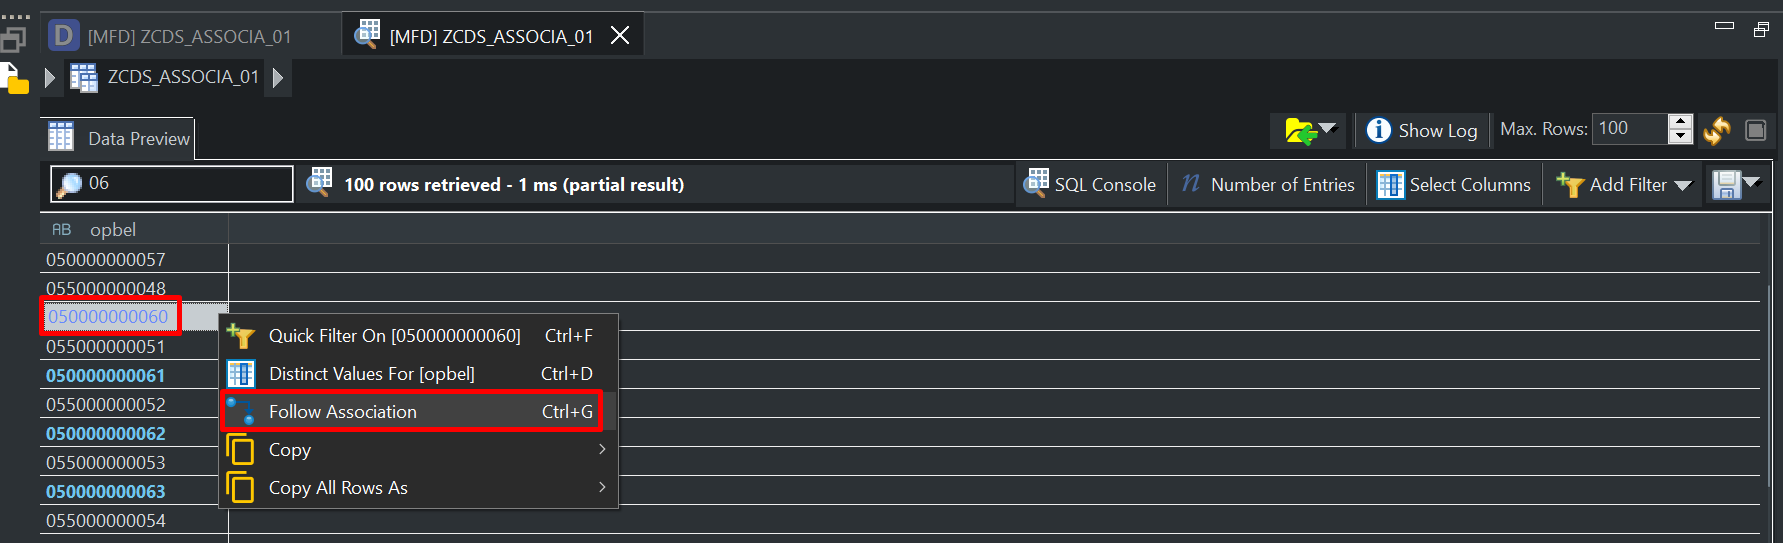 D [MFD] ZCDS_ASSOCIA_01 [MFD] ZCDS_ASSOCIA_01
ZCDS_ASSOCIA_01
Data Preview Show Log Max. Rows: 100
06 100 rows retrieved - 1 ms (partial result) SQL Console n Number of Entries Select Columns Add Filter
AB opbel
050000000057
055000000048
050000000060
Quick Filter On [050000000060] Ctrl+F
055000000051
050000000061
Distinct Values For [opbel] Ctrl+D
055000000052
Follow Association Ctrl+G
050000000062
Copy
055000000053
050000000063
Copy All Rows As
055000000054